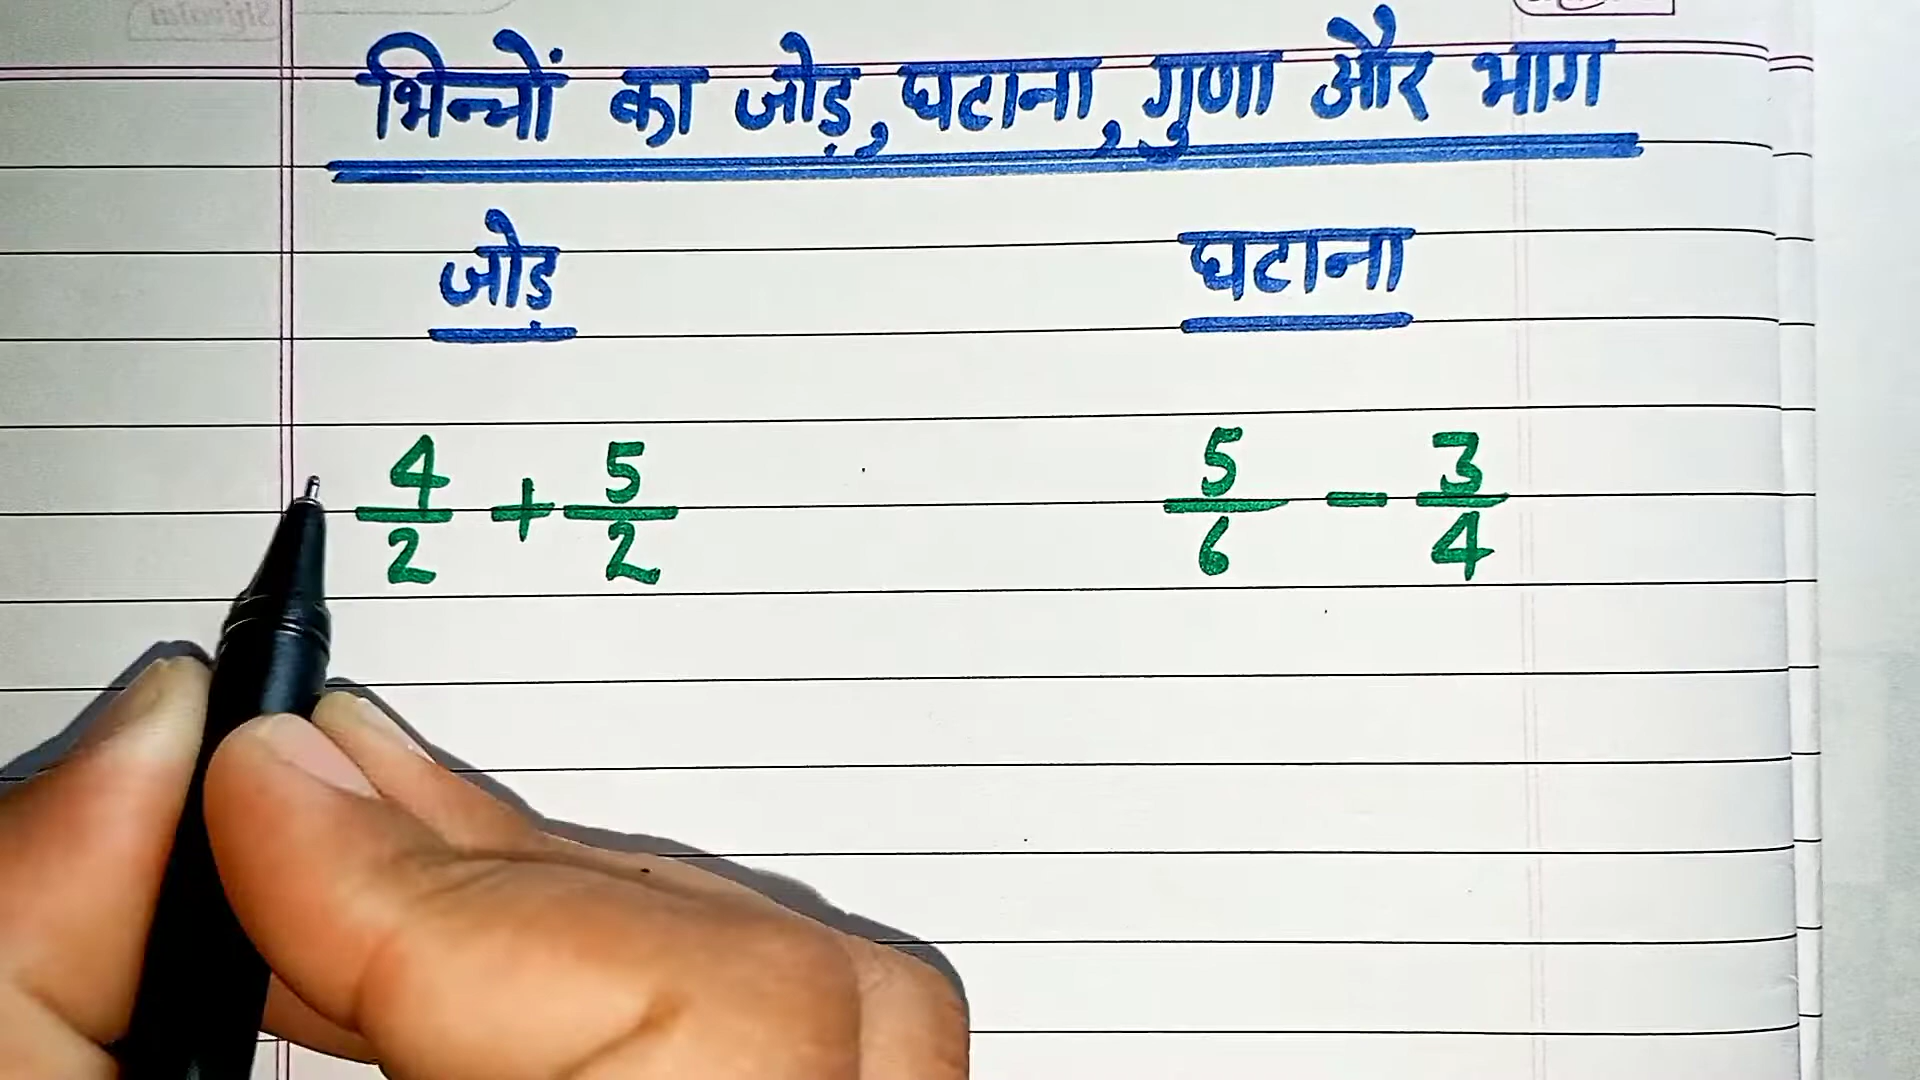 भिन्नों का जोड़, घटाना, गुणा और भाग
जोड़ घटाना
4/2 + 5/2 5/6 - 3/4